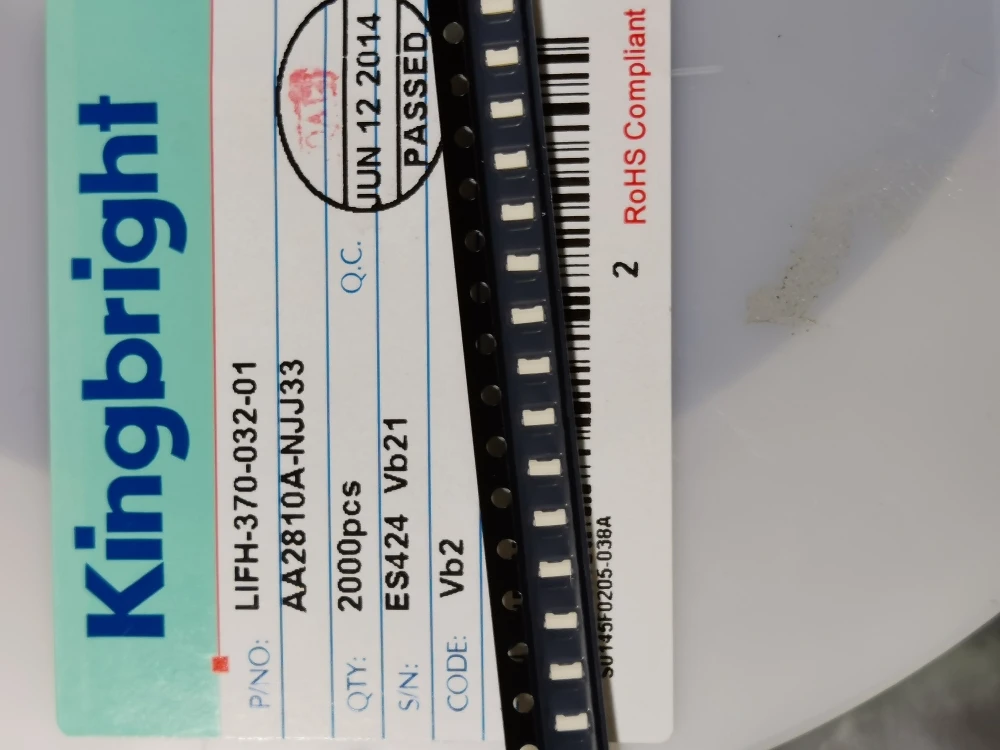 Kingbright
P/NO: LIFH-370-032-01
AA2810A-NJJ33
QTY: 2000pcs Q.C.
S/N: ES424 Vb21
CODE: Vb2
JUN 12 2014
PASSED
S0145F0205-038A
2 RoHS Compliant